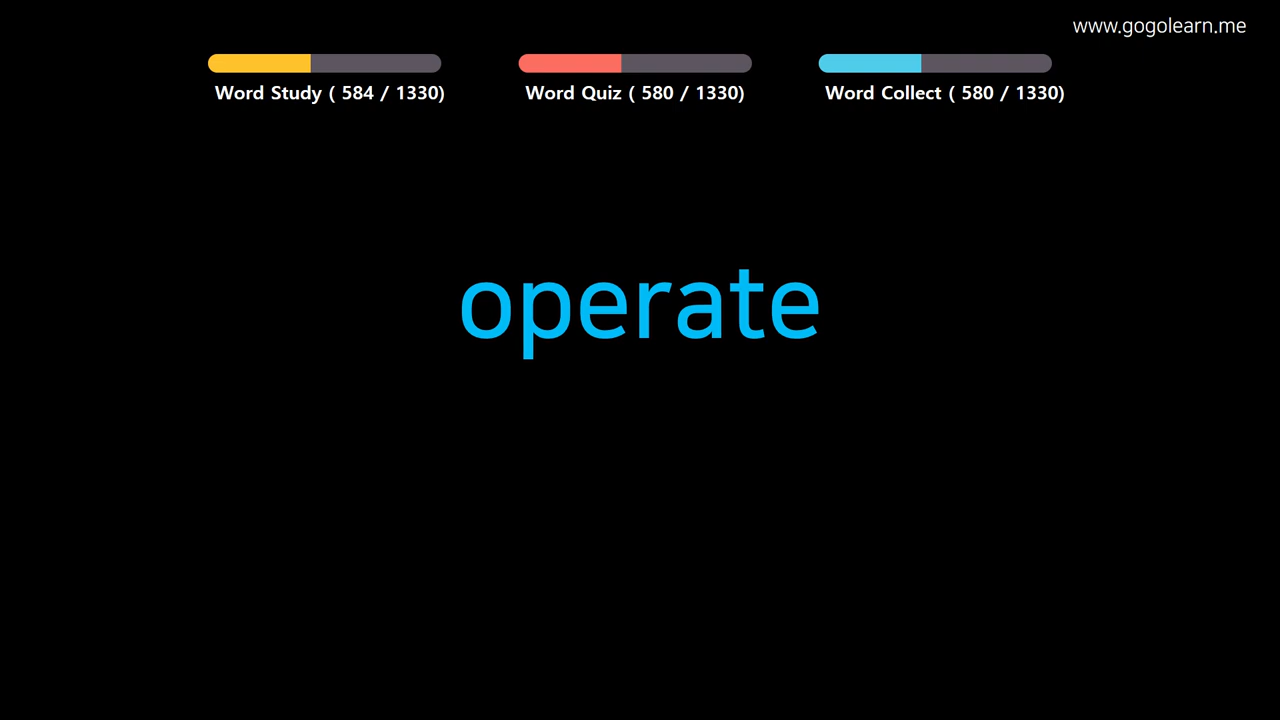 www.gogolearn.me
Word Study ( 584 / 1330)
Word Quiz ( 580 / 1330)
Word Collect ( 580 / 1330)
operate